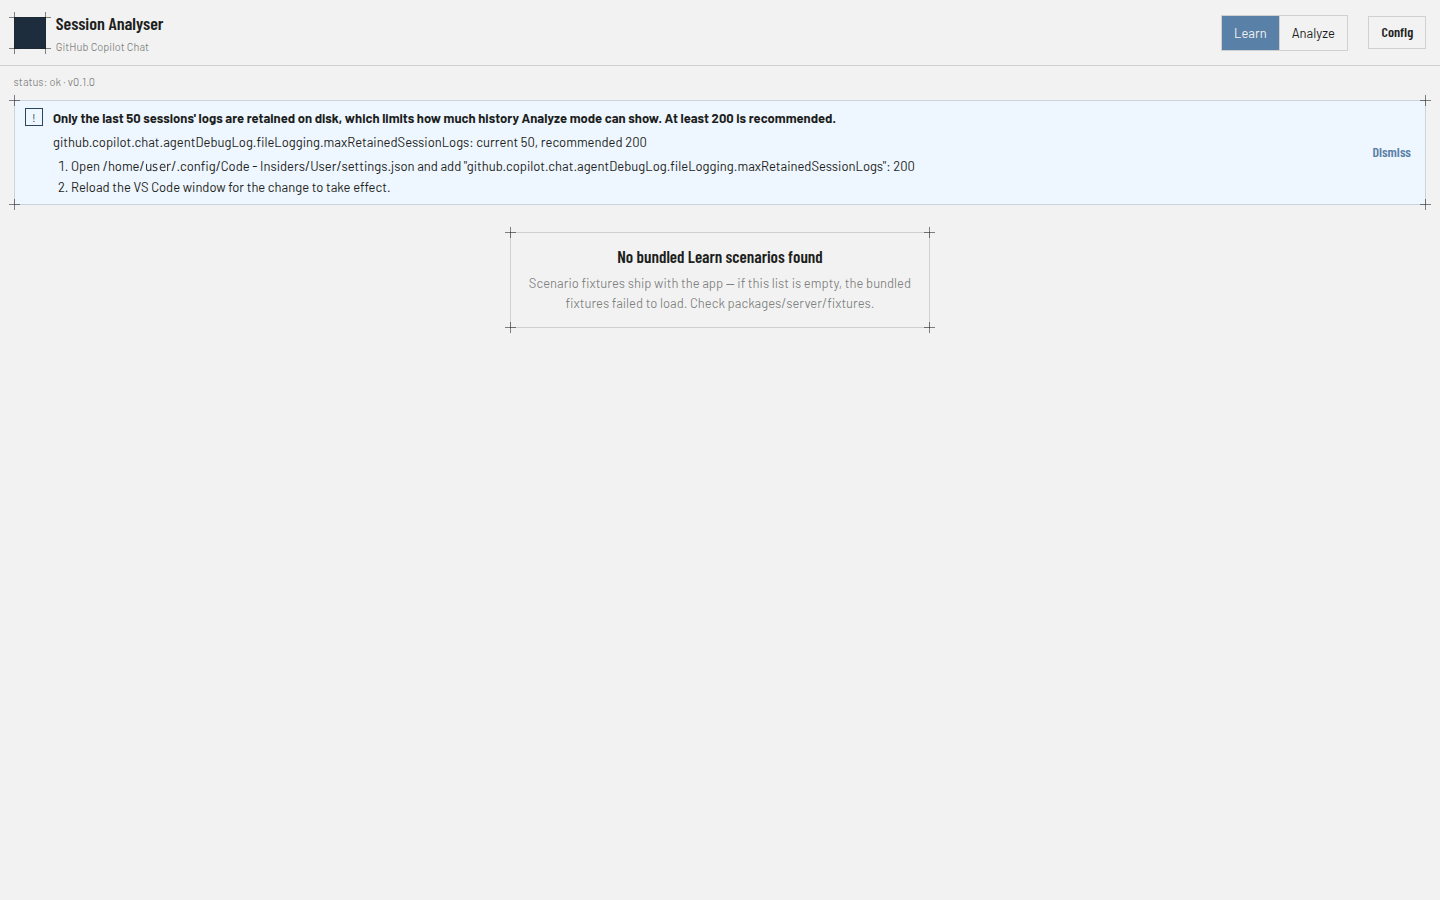 Session Analyser
GitHub Copilot Chat
Learn
Analyze
Config
status: ok · v0.1.0
!
Only the last 50 sessions' logs are retained on disk, which limits how much history Analyze mode can show. At least 200 is recommended.
github.copilot.chat.agentDebugLog.fileLogging.maxRetainedSessionLogs: current 50, recommended 200
1. Open /home/user/.config/Code - Insiders/User/settings.json and add "github.copilot.chat.agentDebugLog.fileLogging.maxRetainedSessionLogs": 200
2. Reload the VS Code window for the change to take effect.
Dismiss
No bundled Learn scenarios found
Scenario fixtures ship with the app — if this list is empty, the bundled
fixtures failed to load. Check packages/server/fixtures.